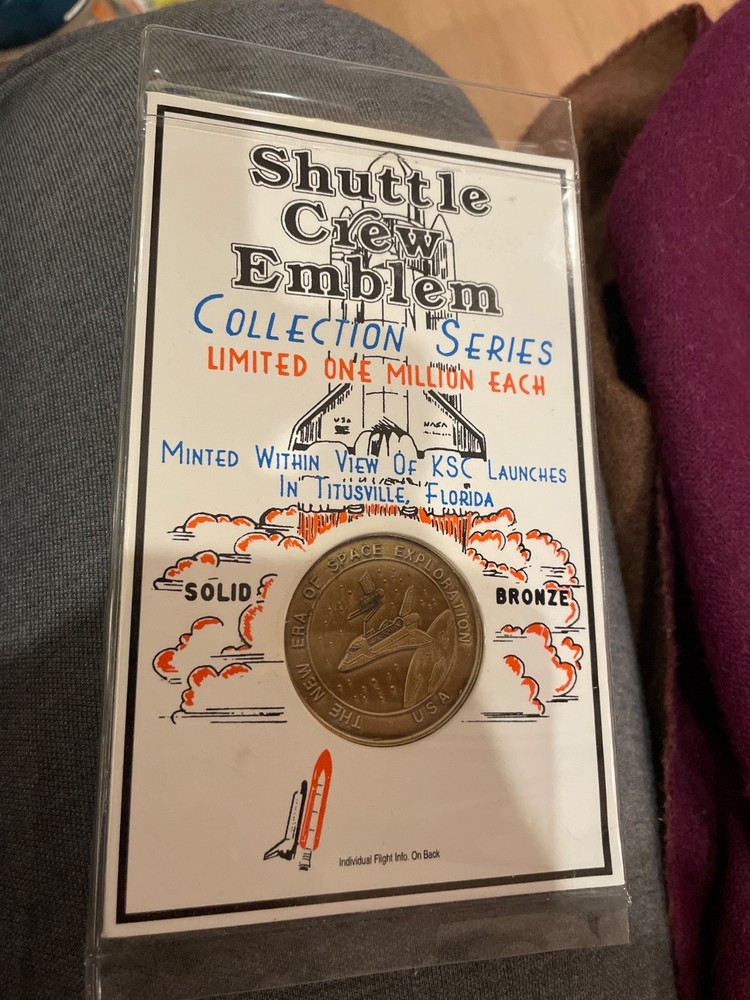 Shuttle
Crew
Emblem
COLLECTION SERIES
LIMITED ONE MILLION EACH
USA NASA
MINTED WITHIN VIEW OF KSC LAUNCHES
IN TITUSVILLE, FLORIDA
SOLID BRONZE
THE NEW ERA OF SPACE EXPLORATION
USA
Individual Flight Info. On Back